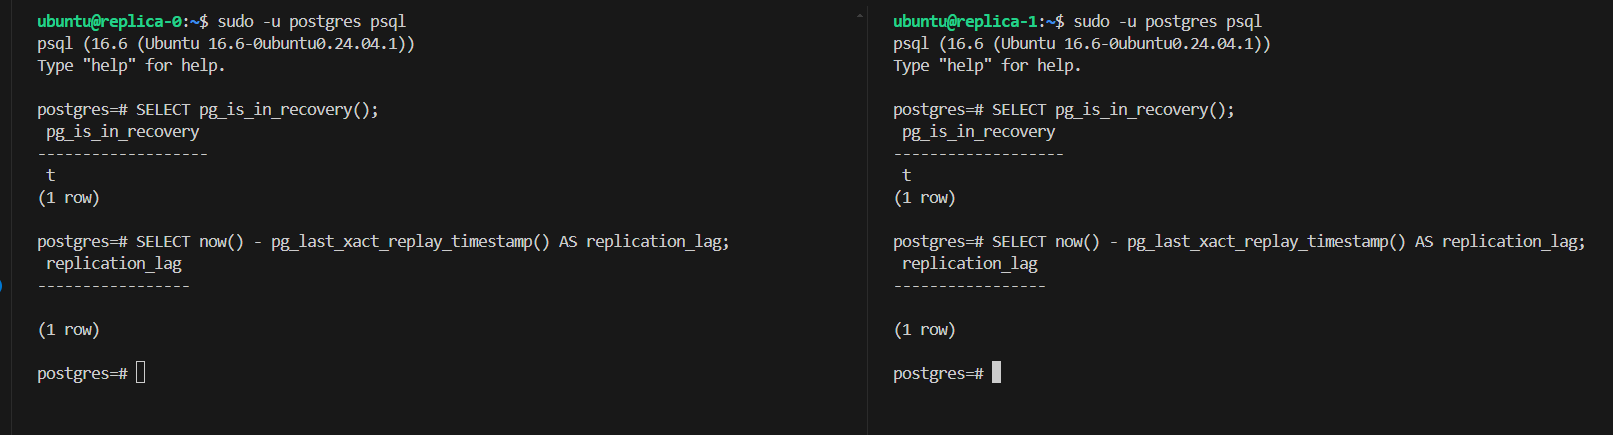 ubuntu@replica-0:~$ sudo -u postgres psql
psql (16.6 (Ubuntu 16.6-0ubuntu0.24.04.1))
Type "help" for help.
postgres=# SELECT pg_is_in_recovery();
 pg_is_in_recovery
-------------------
 t
(1 row)
postgres=# SELECT now() - pg_last_xact_replay_timestamp() AS replication_lag;
 replication_lag
-----------------
(1 row)
postgres=#
ubuntu@replica-1:~$ sudo -u postgres psql
psql (16.6 (Ubuntu 16.6-0ubuntu0.24.04.1))
Type "help" for help.
postgres=# SELECT pg_is_in_recovery();
 pg_is_in_recovery
-------------------
 t
(1 row)
postgres=# SELECT now() - pg_last_xact_replay_timestamp() AS replication_lag;
 replication_lag
-----------------
(1 row)
postgres=#